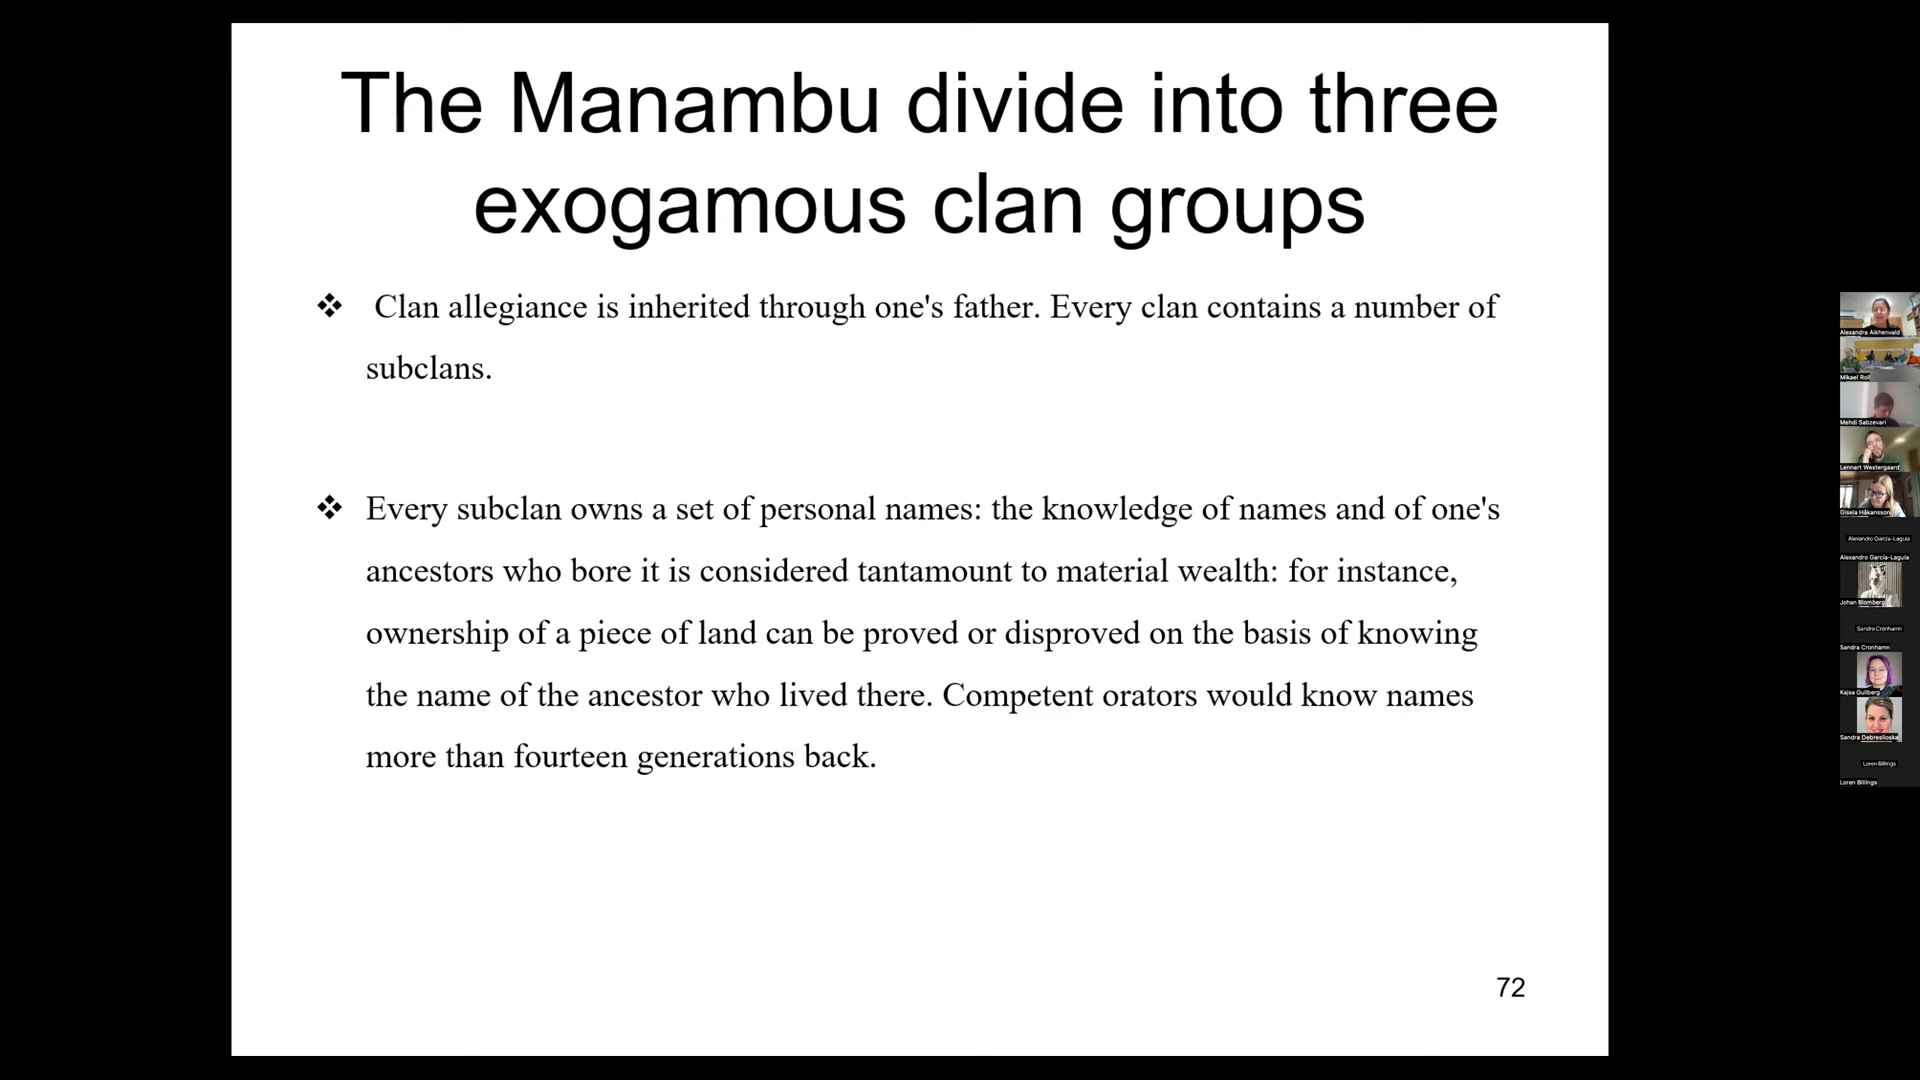 The Manambu divide into three
exogamous clan groups
❖ Clan allegiance is inherited through one's father. Every clan contains a number of
subclans.
❖ Every subclan owns a set of personal names: the knowledge of names and of one's
ancestors who bore it is considered tantamount to material wealth: for instance,
ownership of a piece of land can be proved or disproved on the basis of knowing
the name of the ancestor who lived there. Competent orators would know names
more than fourteen generations back.
72
Alexandra Aikhenvald
Mikael Roll
Mehdi Sabzevari
Lennart Westergaard
Gisela Håkansson
Alexandro García-Laguía
Alexandro García-Laguía
Johan Blomberg
Sandra Cronhamn
Sandra Cronhamn
Kajsa Gullberg
Sandra Debreslioska
Loren Billings
Loren Billings